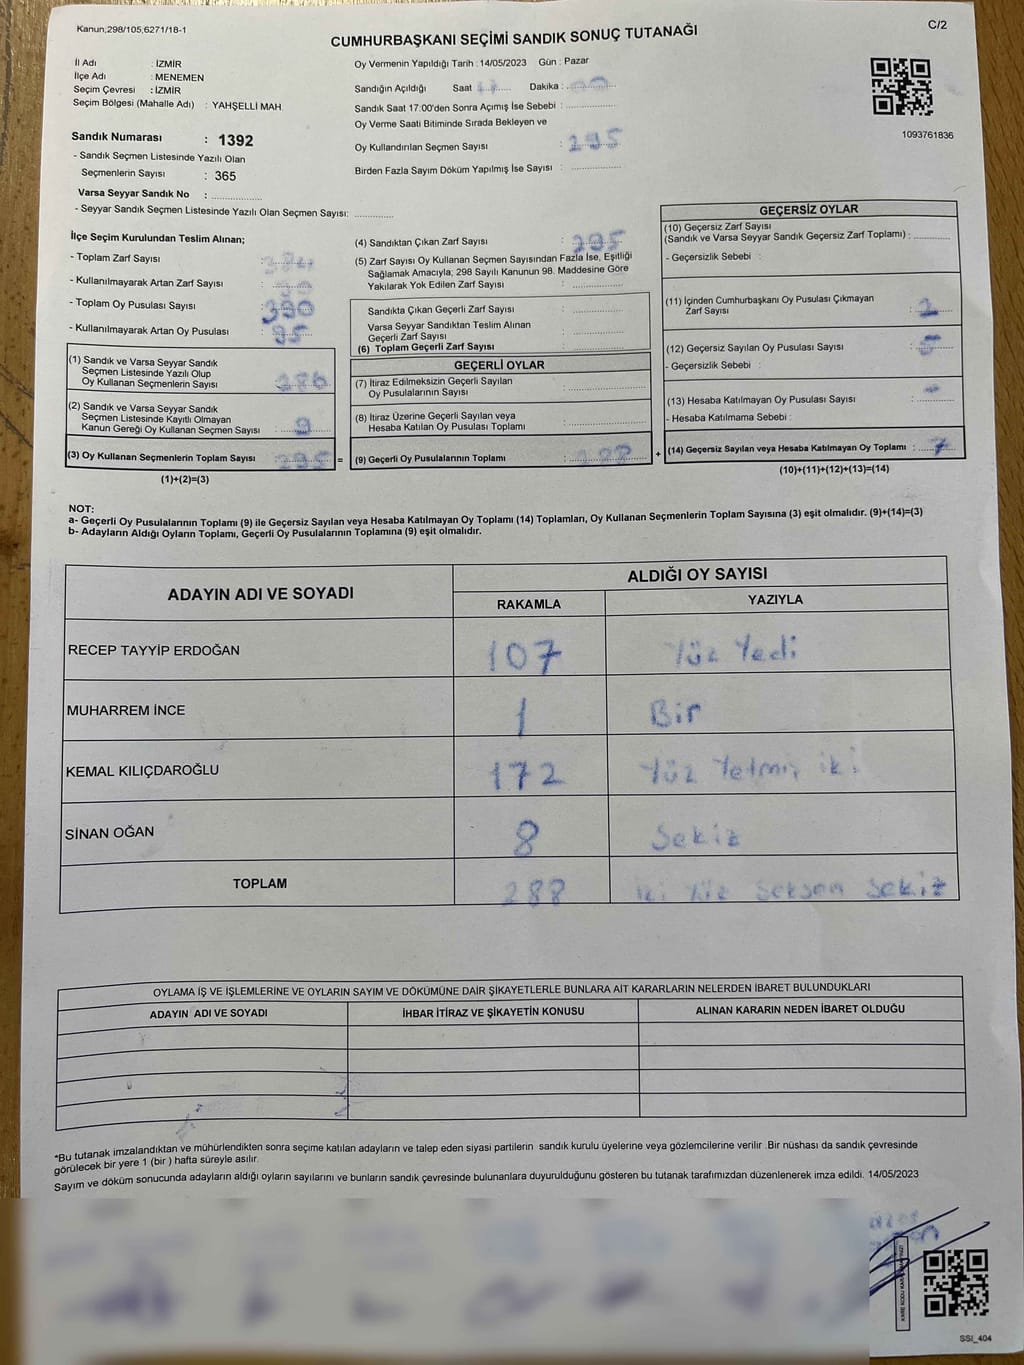 Kanun;298/105,6271/18-1
C/2
CUMHURBAŞKANI SEÇİMİ SANDIK SONUÇ TUTANAĞI
İl Adı : İZMİR
İlçe Adı : MENEMEN
Seçim Çevresi : İZMİR
Seçim Bölgesi (Mahalle Adı) : YAHŞELLİ MAH.
Oy Vermenin Yapıldığı Tarih : 14/05/2023 Gün : Pazar
Sandığın Açıldığı Saat : Dakika :
Sandık Saat 17:00'den Sonra Açımış İse Sebebi :
Oy Verme Saati Bitiminde Sırada Bekleyen ve
Oy Kullandırılan Seçmen Sayısı : 295
Birden Fazla Sayım Döküm Yapılmış İse Sayısı :
1093761836
Sandık Numarası : 1392
- Sandık Seçmen Listesinde Yazılı Olan
Seçmenlerin Sayısı : 365
Varsa Seyyar Sandık No :
- Seyyar Sandık Seçmen Listesinde Yazılı Olan Seçmen Sayısı:
İlçe Seçim Kurulundan Teslim Alınan;
- Toplam Zarf Sayısı :
- Kullanılmayarak Artan Zarf Sayısı :
- Toplam Oy Pusulası Sayısı : 390
- Kullanılmayarak Artan Oy Pusulası : 95
(1) Sandık ve Varsa Seyyar Sandık
Seçmen Listesinde Yazılı Olup
Oy Kullanan Seçmenlerin Sayısı : 286
(2) Sandık ve Varsa Seyyar Sandık
Seçmen Listesinde Kayıtlı Olmayan
Kanun Gereği Oy Kullanan Seçmen Sayısı : 9
(3) Oy Kullanan Seçmenlerin Toplam Sayısı : 295 =
(1)+(2)=(3)
(4) Sandıktan Çıkan Zarf Sayısı : 295
(5) Zarf Sayısı Oy Kullanan Seçmen Sayısından Fazla İse, Eşitliği
Sağlamak Amacıyla, 298 Sayılı Kanunun 98. Maddesine Göre
Yakılarak Yok Edilen Zarf Sayısı :
Sandıkta Çıkan Geçerli Zarf Sayısı :
Varsa Seyyar Sandıktan Teslim Alınan
Geçerli Zarf Sayısı :
(6) Toplam Geçerli Zarf Sayısı :
GEÇERLİ OYLAR
(7) İtiraz Edilmeksizin Geçerli Sayılan
Oy Pusulalarının Sayısı :
(8) İtiraz Üzerine Geçerli Sayılan veya
Hesaba Katılan Oy Pusulası Toplamı :
(9) Geçerli Oy Pusulalarının Toplamı : 288 +
GEÇERSİZ OYLAR
(10) Geçersiz Zarf Sayısı
(Sandık ve Varsa Seyyar Sandık Geçersiz Zarf Toplamı) :
- Geçersizlik Sebebi :
(11) İçinden Cumhurbaşkanı Oy Pusulası Çıkmayan
Zarf Sayısı : 2
(12) Geçersiz Sayılan Oy Pusulası Sayısı : 5
- Geçersizlik Sebebi :
(13) Hesaba Katılmayan Oy Pusulası Sayısı : -
- Hesaba Katılmama Sebebi :
(14) Geçersiz Sayılan veya Hesaba Katılmayan Oy Toplamı : 7
(10)+(11)+(12)+(13)=(14)
NOT:
a- Geçerli Oy Pusulalarının Toplamı (9) ile Geçersiz Sayılan veya Hesaba Katılmayan Oy Toplamı (14) Toplamları, Oy Kullanan Seçmenlerin Toplam Sayısına (3) eşit olmalıdır. (9)+(14)=(3)
b- Adayların Aldığı Oyların Toplamı, Geçerli Oy Pusulalarının Toplamına (9) eşit olmalıdır.
ADAYIN ADI VE SOYADI
ALDIĞI OY SAYISI
RAKAMLA YAZIYLA
RECEP TAYYİP ERDOĞAN 107 Yüz Yedi
MUHARREM İNCE 1 Bir
KEMAL KILIÇDAROĞLU 172 Yüz Yetmiş iki
SİNAN OĞAN 8 Sekiz
TOPLAM 288 iki Yüz Seksen Sekiz
OYLAMA İŞ VE İŞLEMLERİNE VE OYLARIN SAYIM VE DÖKÜMÜNE DAİR ŞİKAYETLERLE BUNLARA AİT KARARLARIN NELERDEN İBARET BULUNDUKLARI
ADAYIN ADI VE SOYADI İHBAR İTİRAZ VE ŞİKAYETİN KONUSU ALINAN KARARIN NEDEN İBARET OLDUĞU
*Bu tutanak imzalandıktan ve mühürlendikten sonra seçime katılan adayların ve talep eden siyasi partilerin sandık kurulu üyelerine veya gözlemcilerine verilir .Bir nüshası da sandık çevresinde
görülecek bir yere 1 (bir ) hafta süreyle asılır.
Sayım ve döküm sonucunda adayların aldığı oyların sayılarını ve bunların sandık çevresinde bulunanlara duyurulduğunu gösteren bu tutanak tarafımızdan düzenlenerek imza edildi. 14/05/2023
SSI_404